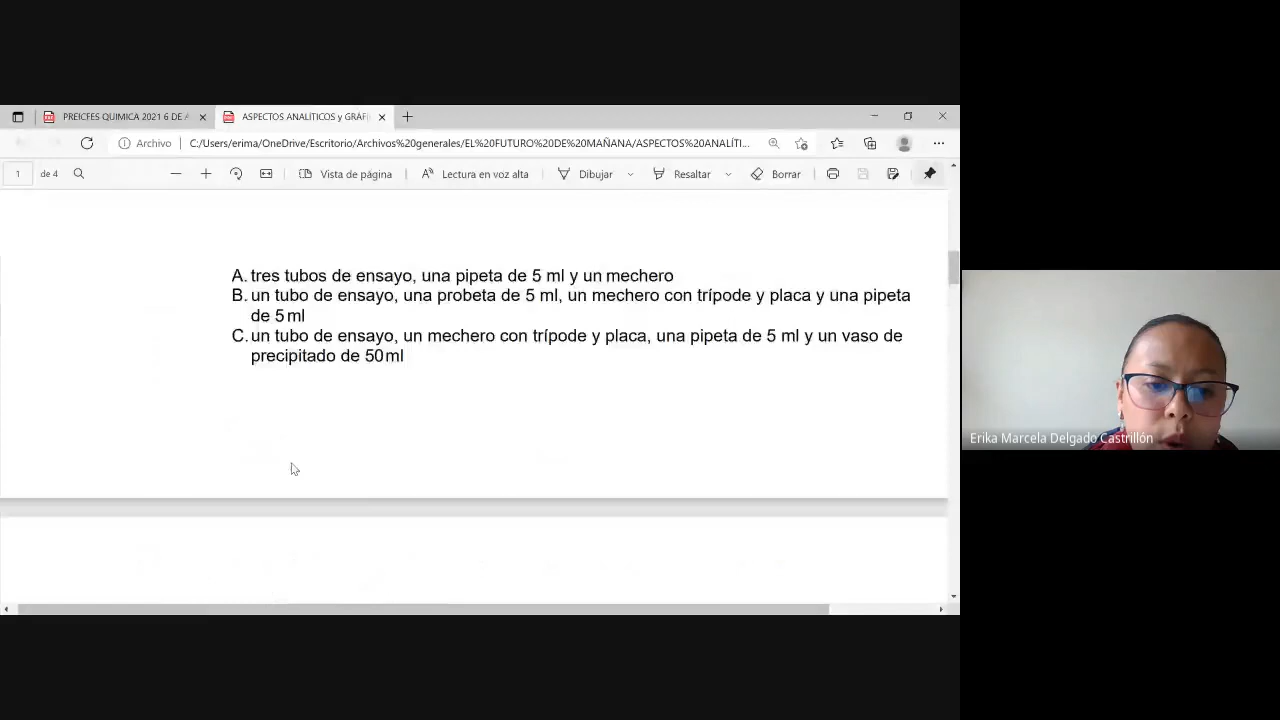 PREICFES QUIMICA 2021 6 DE A
ASPECTOS ANALÍTICOS y GRÁFI
Archivo
C:/Users/erima/OneDrive/Escritorio/Archivos%20generales/EL%20FUTURO%20DE%20MAÑANA/ASPECTOS%20ANALÍTI...
1 de 4
Vista de página
Lectura en voz alta
Dibujar
Resaltar
Borrar
A. tres tubos de ensayo, una pipeta de 5 ml y un mechero
B. un tubo de ensayo, una probeta de 5 ml, un mechero con trípode y placa y una pipeta
de 5 ml
C. un tubo de ensayo, un mechero con trípode y placa, una pipeta de 5 ml y un vaso de
precipitado de 50 ml
Erika Marcela Delgado Castrillón